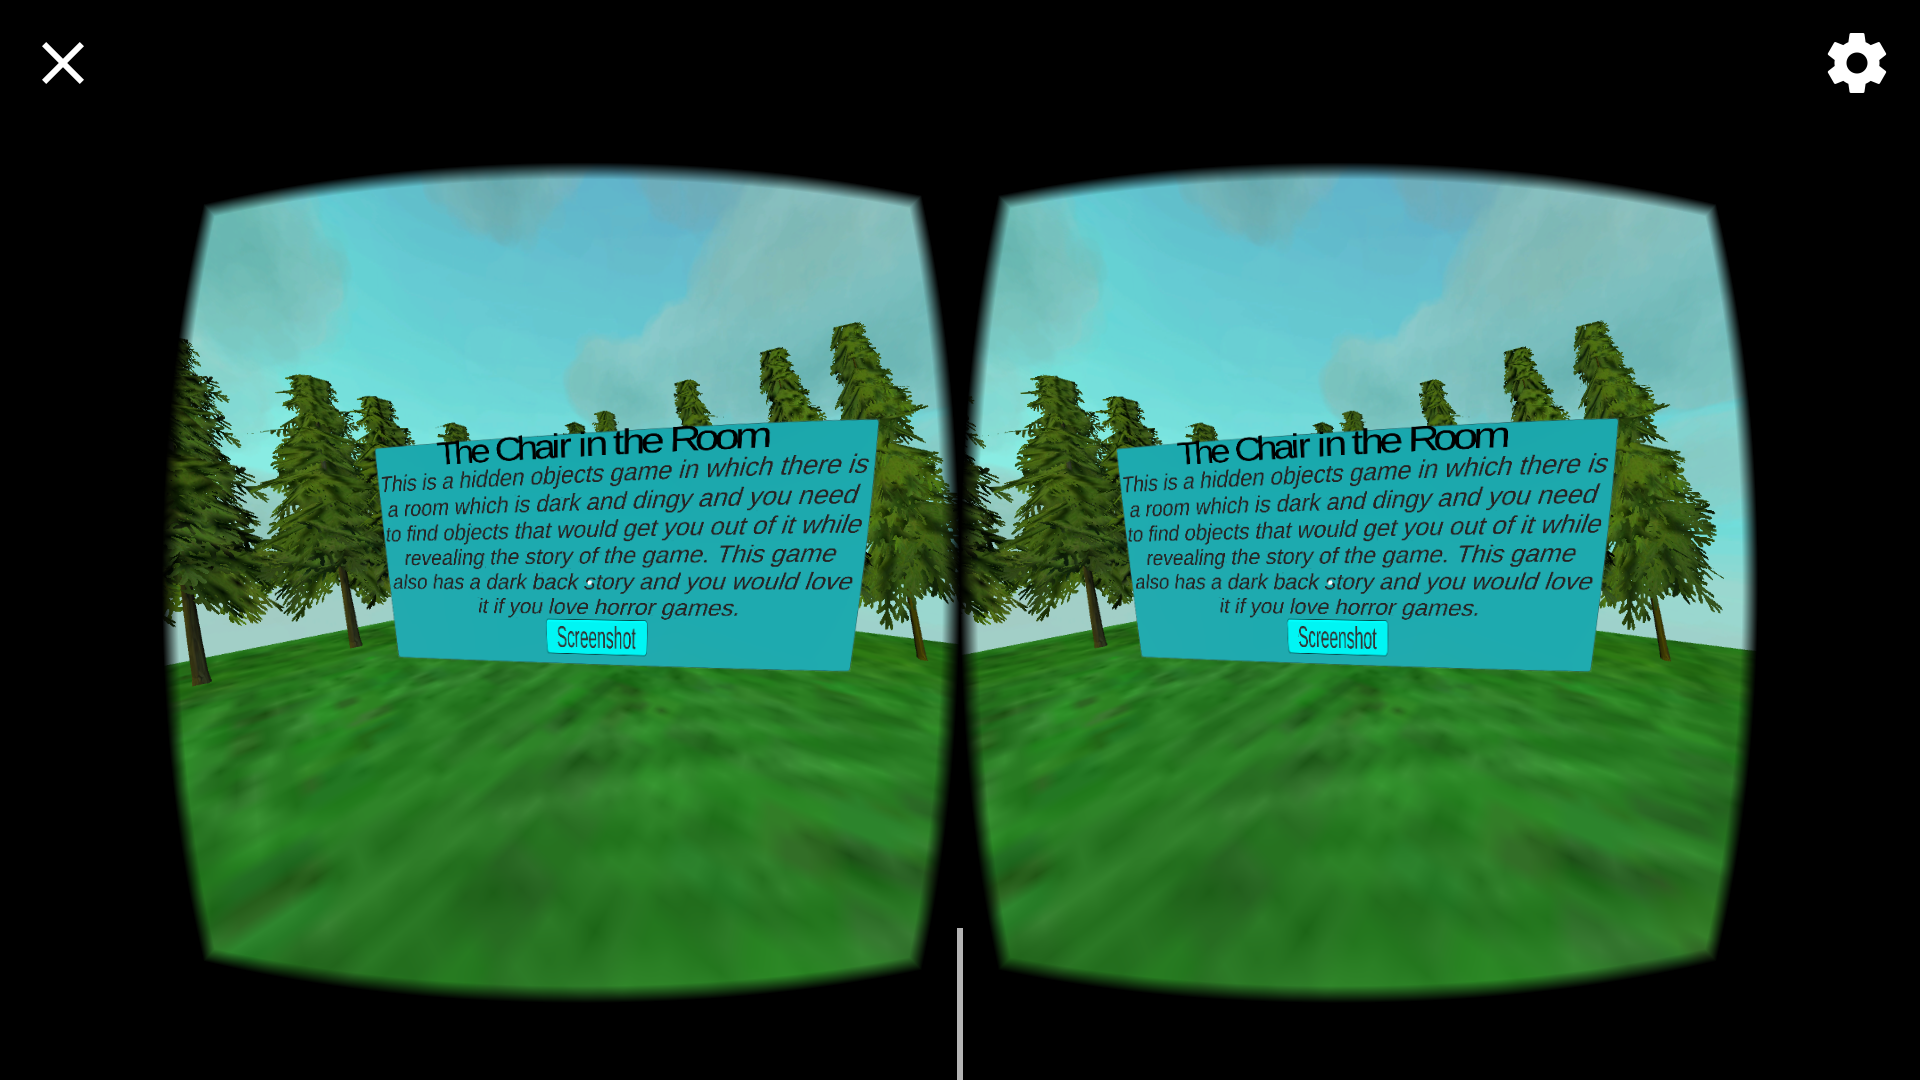 The Chair in the Room
This is a hidden objects game in which there is
a room which is dark and dingy and you need
to find objects that would get you out of it while
revealing the story of the game. This game
also has a dark back story and you would love
it if you love horror games.
Screenshot
The Chair in the Room
This is a hidden objects game in which there is
a room which is dark and dingy and you need
to find objects that would get you out of it while
revealing the story of the game. This game
also has a dark back story and you would love
it if you love horror games.
Screenshot